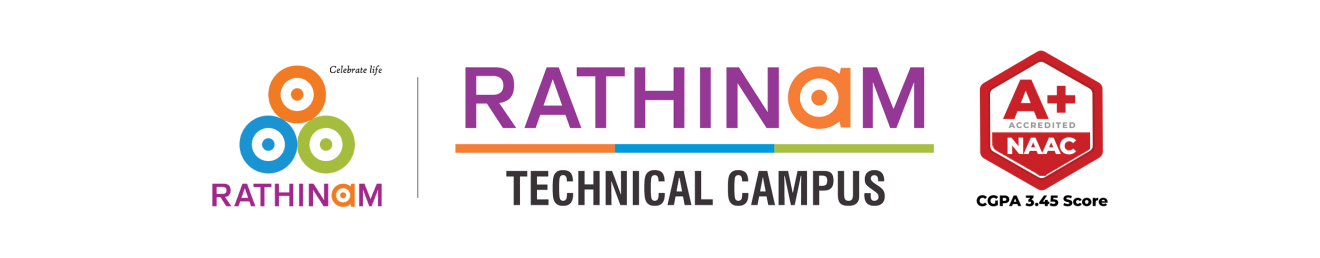 Celebrate life
RATHINaM
RATHINaM
TECHNICAL CAMPUS
A+
ACCREDITED
NAAC
CGPA 3.45 Score